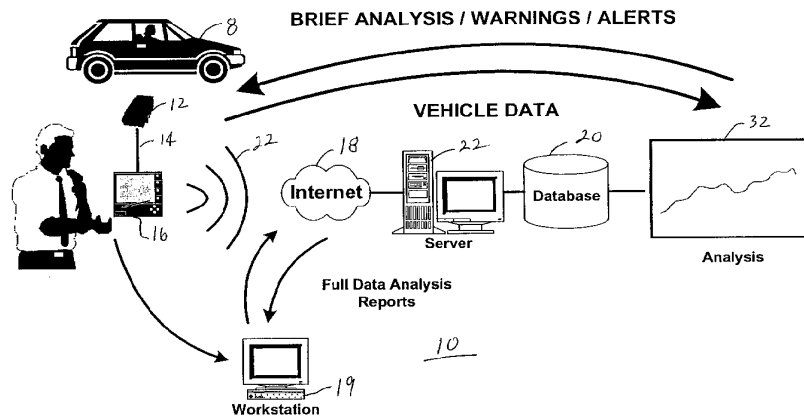 BRIEF ANALYSIS / WARNINGS / ALERTS
8
12
VEHICLE DATA
14
22
18
22
20
32
Internet
Database
16
Server
Analysis
Full Data Analysis
Reports
10
19
Workstation